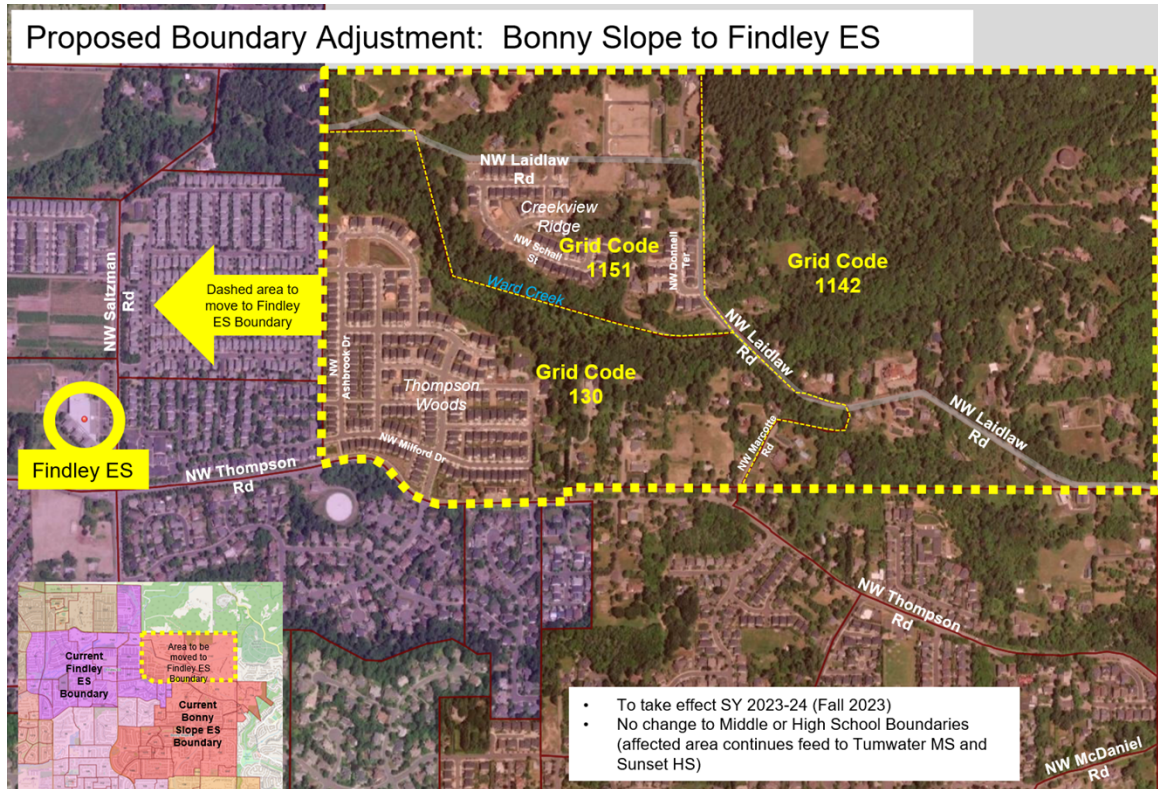 Proposed Boundary Adjustment: Bonny Slope to Findley ES
NW Laidlaw
Rd
Creekview
Ridge
NW Schall
St
Grid Code
1151
NW Donnell
Ter
Grid Code
1142
NW Saltzman
Rd
Dashed area to
move to Findley
ES Boundary
Ward Creek
NW Laidlaw
Rd
NW
Ashbrook Dr
Thompson
Woods
Grid Code
130
NW Laidlaw
Rd
NW Marcotte
Rd
NW Milford Dr
Findley ES
NW Thompson
Rd
NW Thompson
Rd
Current
Findley
ES
Boundary
Area to be
moved to
Findley ES
Boundary
Current
Bonny
Slope ES
Boundary
• To take effect SY 2023-24 (Fall 2023)
• No change to Middle or High School Boundaries
(affected area continues feed to Tumwater MS and
Sunset HS)
NW McDaniel
Rd